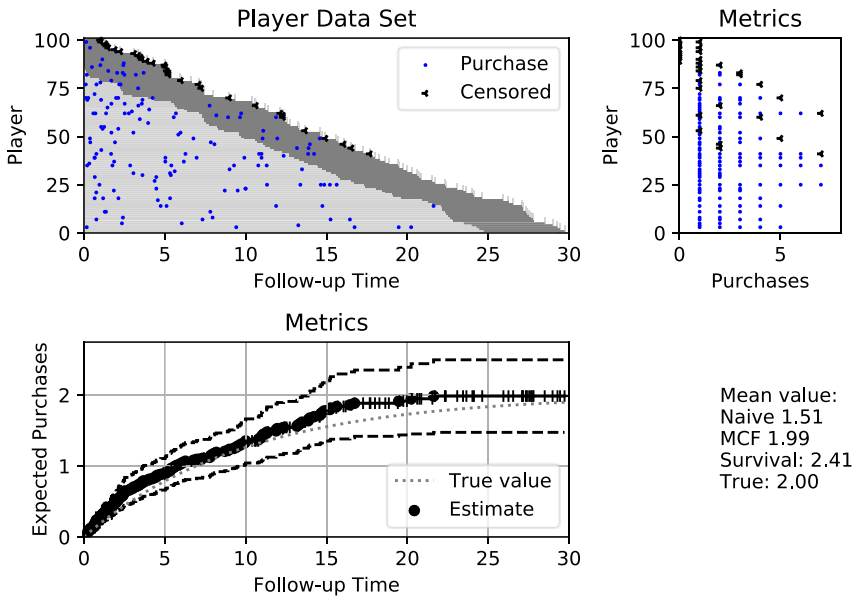 Player Data Set
Player
100
75
50
25
0
Purchase
Censored
0 5 10 15 20 25 30
Follow-up Time
Metrics
Player
100
75
50
25
0
0 5
Purchases
Metrics
Expected Purchases
2
1
0
True value
Estimate
0 5 10 15 20 25 30
Follow-up Time
Mean value:
Naive 1.51
MCF 1.99
Survival: 2.41
True: 2.00